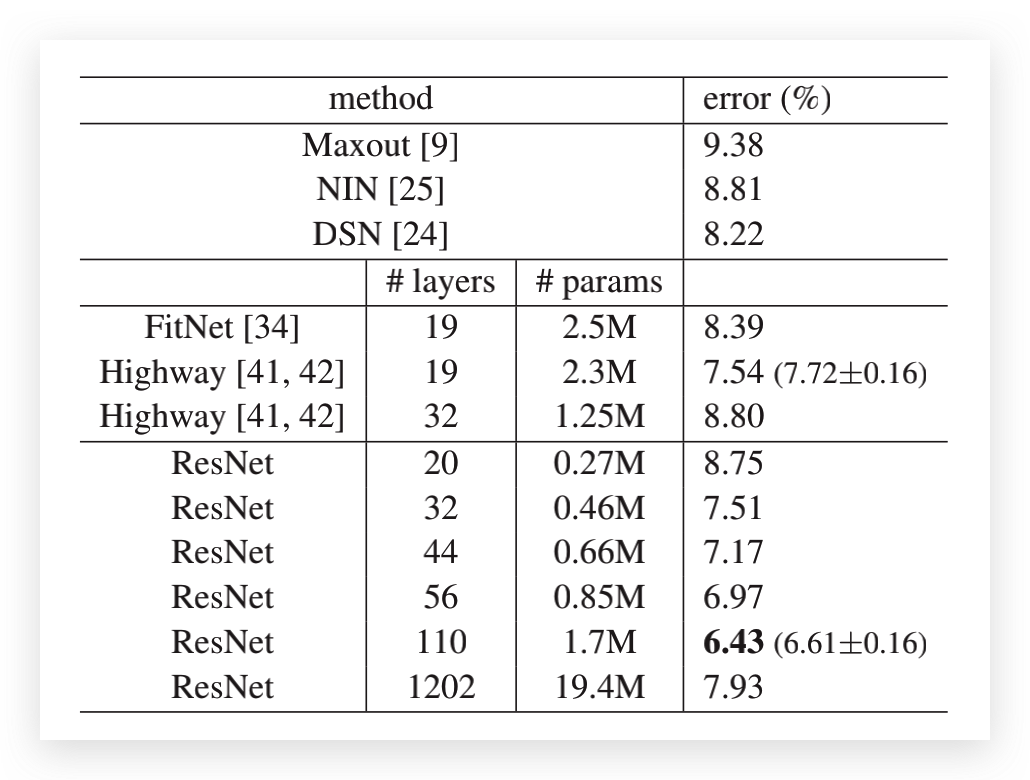 method error (%)
Maxout [9] 9.38
NIN [25] 8.81
DSN [24] 8.22
# layers # params
FitNet [34] 19 2.5M 8.39
Highway [41, 42] 19 2.3M 7.54 (7.72±0.16)
Highway [41, 42] 32 1.25M 8.80
ResNet 20 0.27M 8.75
ResNet 32 0.46M 7.51
ResNet 44 0.66M 7.17
ResNet 56 0.85M 6.97
ResNet 110 1.7M 6.43 (6.61±0.16)
ResNet 1202 19.4M 7.93